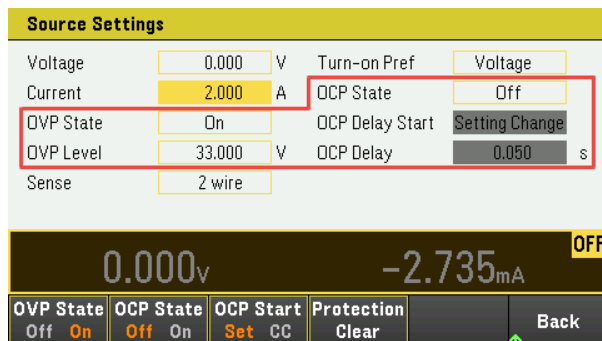 Source Settings
Voltage 0.000 V Turn-on Pref Voltage
Current 2.000 A OCP State Off
OVP State On OCP Delay Start Setting Change
OVP Level 33.000 V OCP Delay 0.050 s
Sense 2 wire
OFF
0.000V -2.735mA
OVP State OCP State OCP Start Protection
Off On Off On Set CC Clear Back